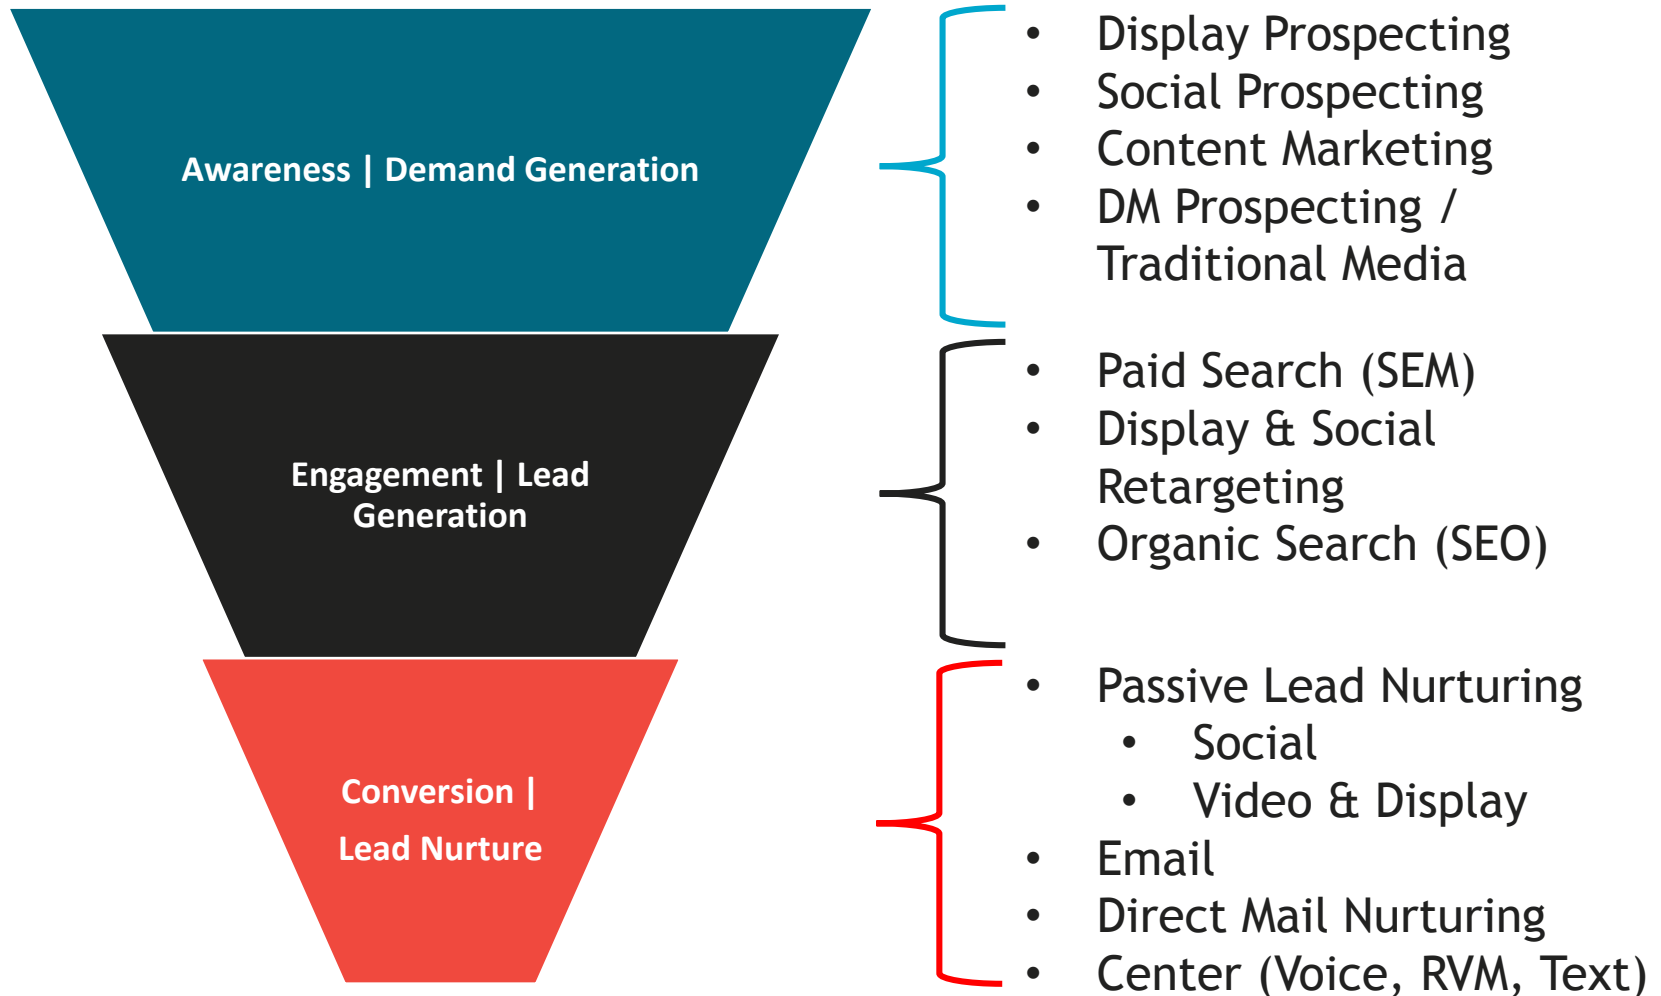 Awareness | Demand Generation
• Display Prospecting
• Social Prospecting
• Content Marketing
• DM Prospecting /
Traditional Media
Engagement | Lead
Generation
• Paid Search (SEM)
• Display & Social
Retargeting
• Organic Search (SEO)
Conversion |
Lead Nurture
• Passive Lead Nurturing
• Social
• Video & Display
• Email
• Direct Mail Nurturing
• Center (Voice, RVM, Text)